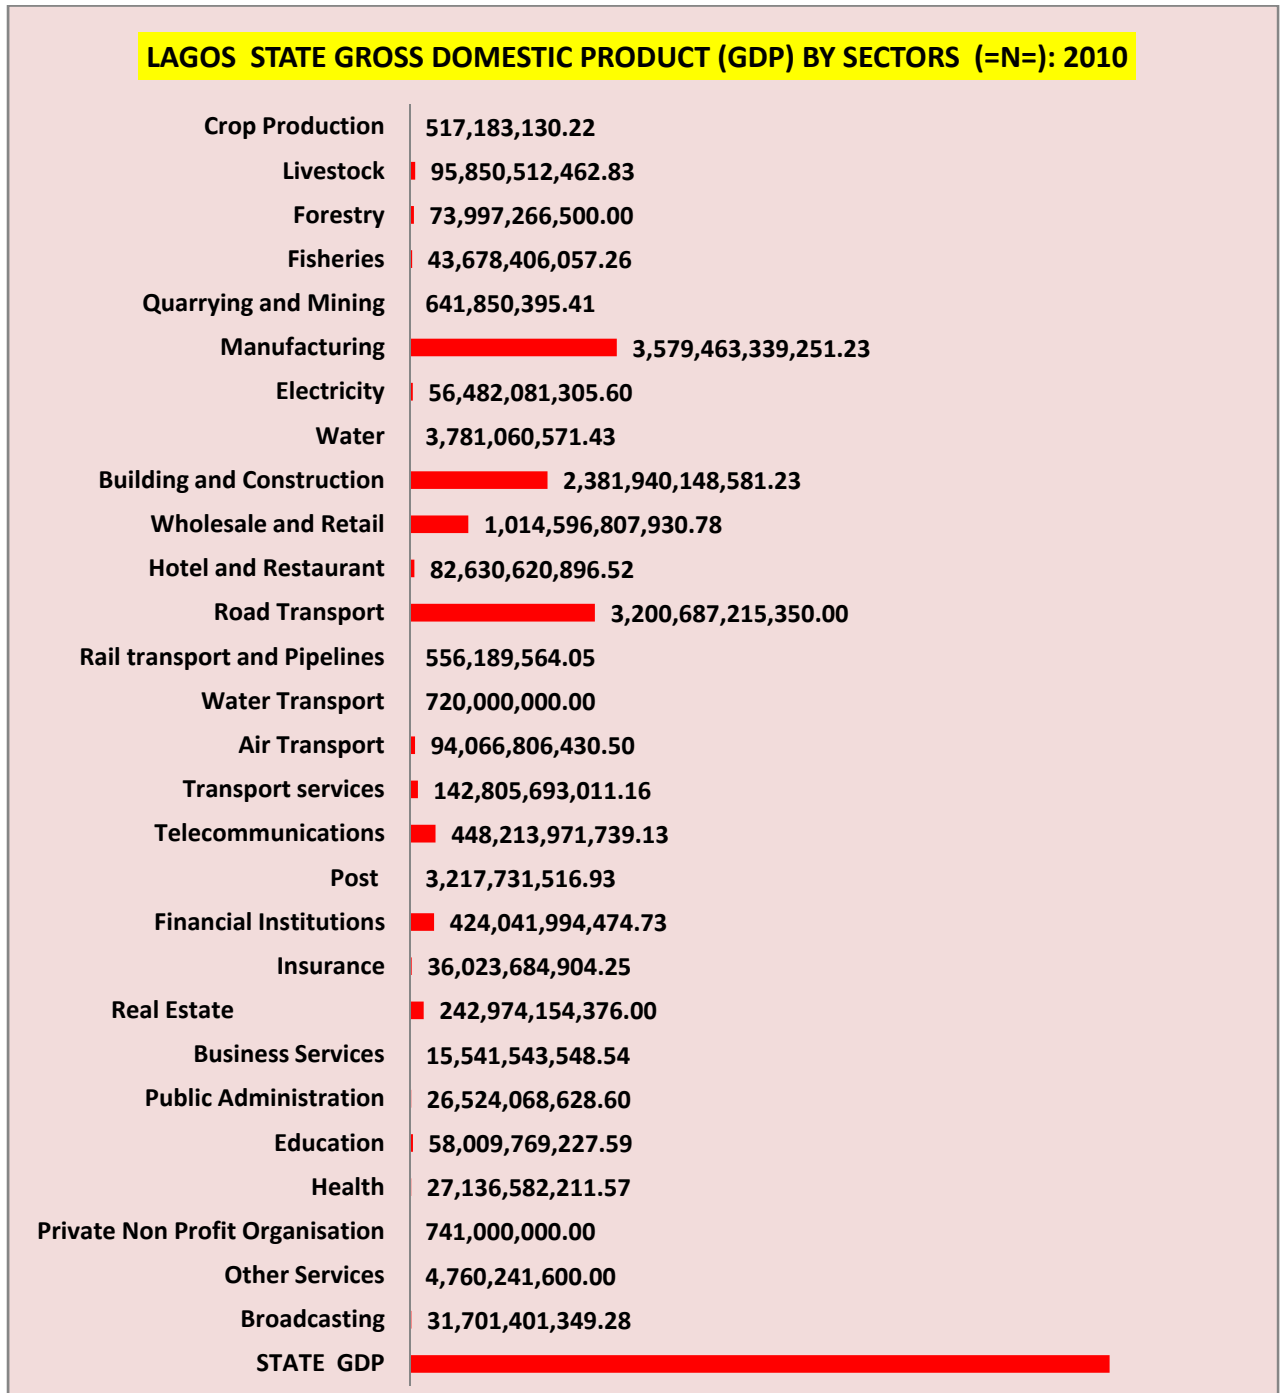 LAGOS STATE GROSS DOMESTIC PRODUCT (GDP) BY SECTORS (=N=): 2010
Crop Production 517,183,130.22
Livestock 95,850,512,462.83
Forestry 73,997,266,500.00
Fisheries 43,678,406,057.26
Quarrying and Mining 641,850,395.41
Manufacturing 3,579,463,339,251.23
Electricity 56,482,081,305.60
Water 3,781,060,571.43
Building and Construction 2,381,940,148,581.23
Wholesale and Retail 1,014,596,807,930.78
Hotel and Restaurant 82,630,620,896.52
Road Transport 3,200,687,215,350.00
Rail transport and Pipelines 556,189,564.05
Water Transport 720,000,000.00
Air Transport 94,066,806,430.50
Transport services 142,805,693,011.16
Telecommunications 448,213,971,739.13
Post 3,217,731,516.93
Financial Institutions 424,041,994,474.73
Insurance 36,023,684,904.25
Real Estate 242,974,154,376.00
Business Services 15,541,543,548.54
Public Administration 26,524,068,628.60
Education 58,009,769,227.59
Health 27,136,582,211.57
Private Non Profit Organisation 741,000,000.00
Other Services 4,760,241,600.00
Broadcasting 31,701,401,349.28
STATE GDP